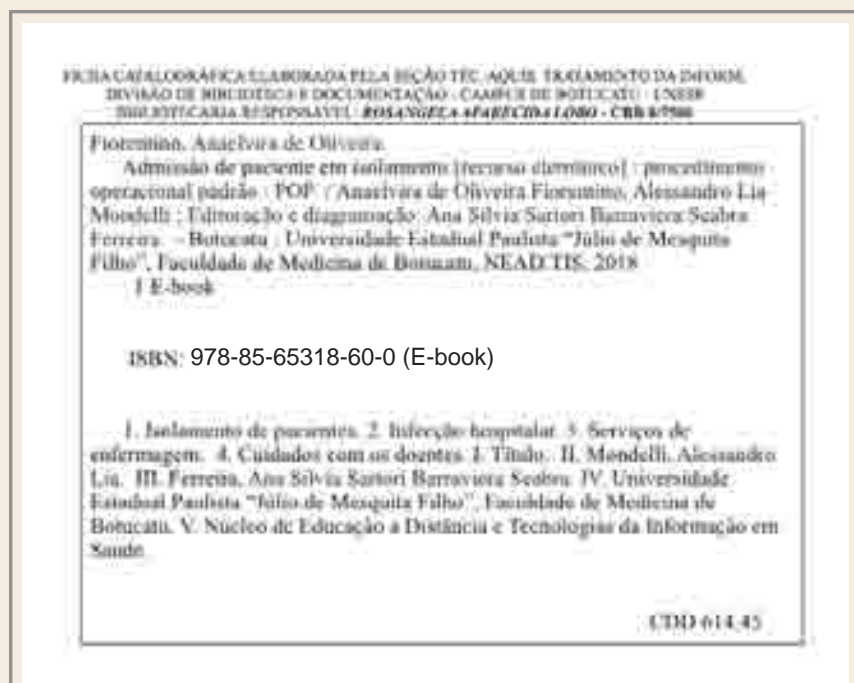 FICHA CATALOGRÁFICA ELABORADA PELA SEÇÃO TÉC. AQUIS. TRATAMENTO DA INFORM.
DIVISÃO DE BIBLIOTECA E DOCUMENTAÇÃO - CAMPUS DE BOTUCATU - UNESP
BIBLIOTECÁRIA RESPONSÁVEL: ROSANGELA APARECIDA LOBO - CRB 8/7500
Fiorentino, Anaelvira de Oliveira.
Admissão de paciente em isolamento [recurso eletrônico] : procedimento
operacional padrão : POP / Anaelvira de Oliveira Fiorentino, Alessandro Lia
Mondelli ; Editoração e diagramação: Ana Silvia Sartori Barraviera Seabra
Ferreira. - Botucatu : Universidade Estadual Paulista "Júlio de Mesquita
Filho", Faculdade de Medicina de Botucatu, NEAD.TIS, 2018
1 E-book
ISBN: 978-85-65318-60-0 (E-book)
1. Isolamento de pacientes. 2. Infecção hospitalar. 3. Serviços de
enfermagem. 4. Cuidados com os doentes. I. Título. II. Mondelli, Alessandro
Lia. III. Ferreira, Ana Silvia Sartori Barraviera Seabra. IV. Universidade
Estadual Paulista "Júlio de Mesquita Filho", Faculdade de Medicina de
Botucatu. V. Núcleo de Educação a Distância e Tecnologias da Informação em
Saúde.
CDD 614.45